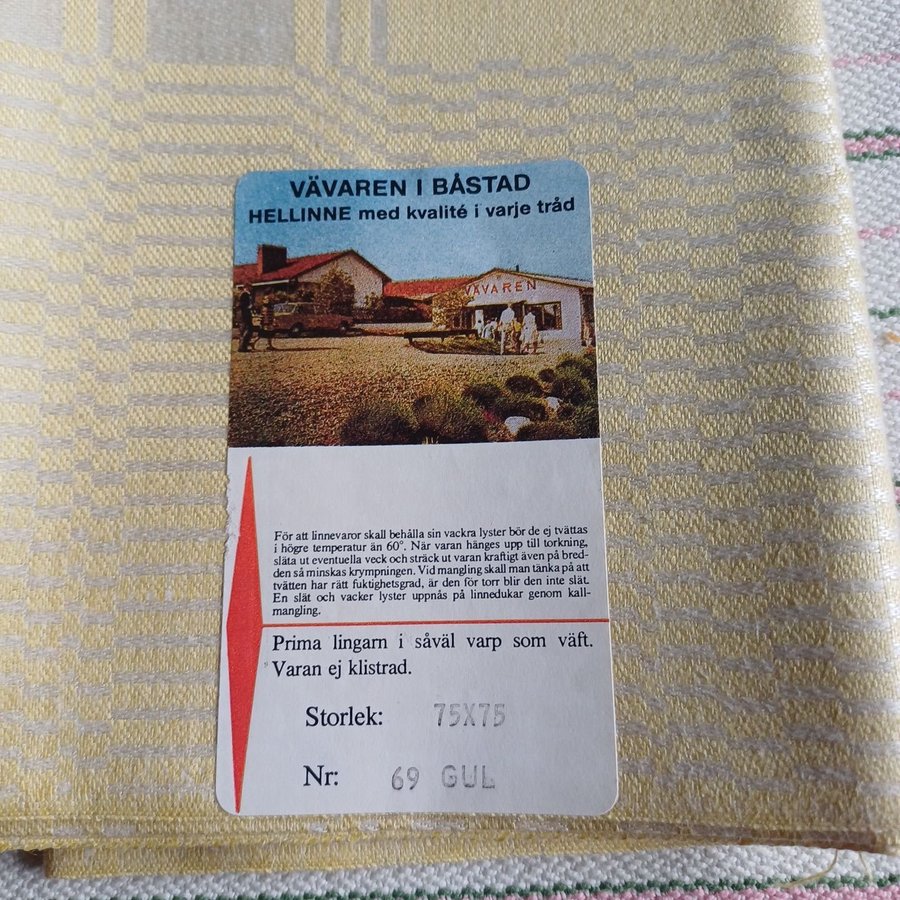 VÄVAREN I BÅSTAD
HELLINNE med kvalité i varje tråd
VÄVAREN
För att linnevaror skall behålla sin vackra lyster bör de ej tvättas
i högre temperatur än 60°. När varan hänges upp till torkning,
släta ut eventuella veck och sträck ut varan kraftigt även på bred-
den så minskas krympningen. Vid mangling skall man tänka på att
tvätten har rätt fuktighetsgrad, är den för torr blir den inte slät.
En slät och vacker lyster uppnås på linnedukar genom kall-
mangling.
Prima lingarn i såväl varp som väft.
Varan ej klistrad.
Storlek: 75X75
Nr: 69 GUL